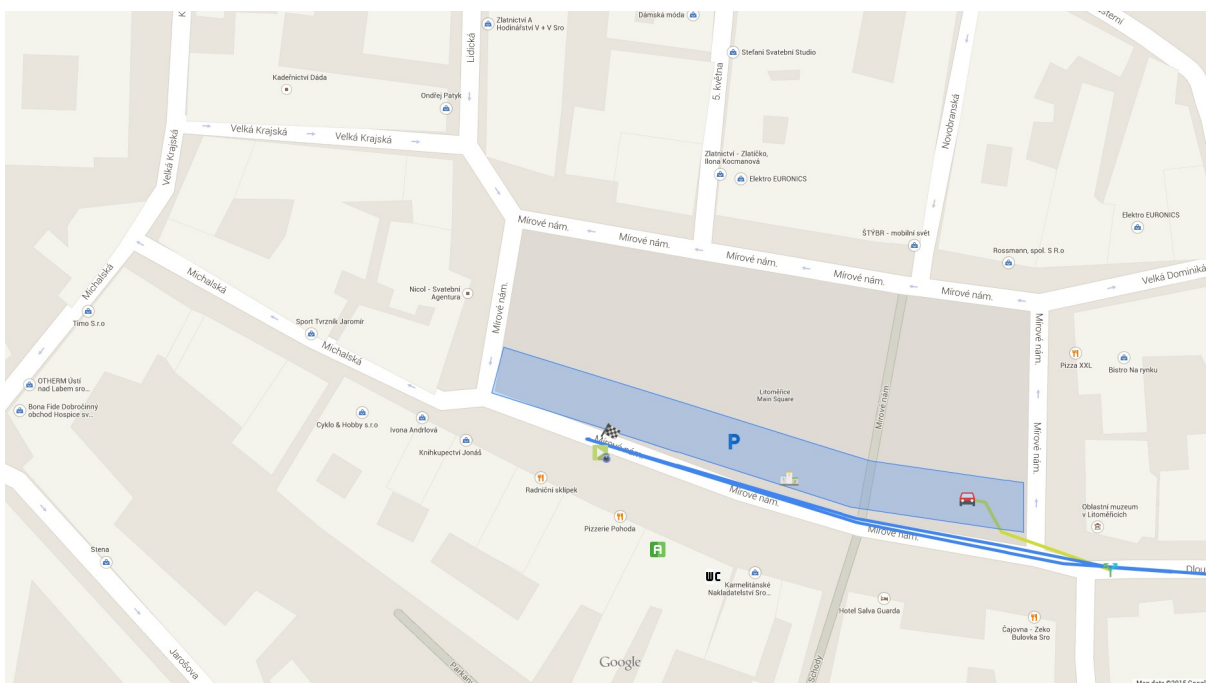 Zlatnictví A
Hodinářství V + V Sro
Dámská móda
Lidická
Stefani Svatební Studio
5. května
Kadeřnictví Dáda
Ondřej Patyk
Novobranská
Velká Krajská
Velká Krajská
Velká Krajská
Zlatnictví - Zlatíčko,
Ilona Kocmanová
Elektro EURONICS
Elektro EURONICS
Mírové nám.
Mírové nám.
Mírové nám.
Mírové nám.
Mírové nám.
ŠTÝBR - mobilní svět
Rossmann, spol. S R.o
Velká Dominiká
Michalská
Michalská
Nicol - Svatební
Agentura
Mírové nám.
Timo S.r.o
Sport Tvrzník Jaromír
Michalská
Mírové nám.
Pizza XXL
Bistro Na rynku
OTHERM Ústí
nad Labem sro...
Bona Fide Dobročinný
obchod Hospice sv...
Litoměřice
Main Square
Mírové nám
Cyklo & Hobby s.r.o
Ivona Andrlová
Knihkupectví Jonáš
Mírové nám.
P
Mírové nám.
Radniční sklípek
Mírové nám.
Oblastní muzeum
v Litoměřicích
Pizzerie Pohoda
Mírové nám.
Stena
A
WC
Karmelitánské
Nakladatelství Sro...
Dlou
Hotel Salva Guarda
Čajovna - Zeko
Bulovka Sro
Jarošova
Parkán
Schody
Google
Map data ©2015 Google